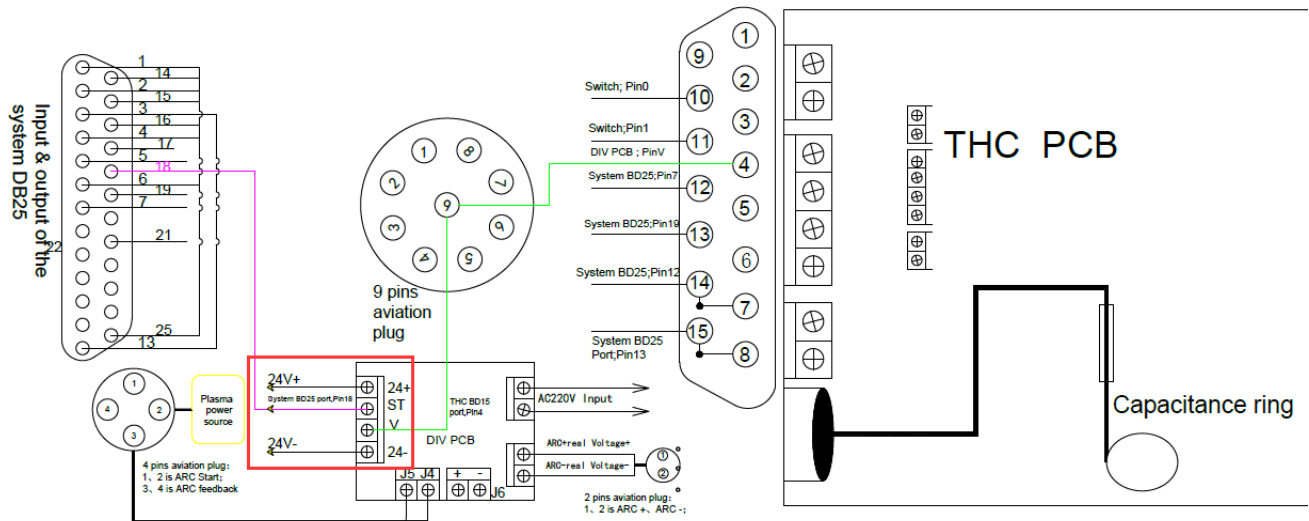 Input & output of the
system DB25
1
14
2
15
3
16
4
17
5
18
6
19
7
22
21
25
13
1
8
2
7
9
3
6
4
5
9 pins
aviation
plug
Switch; Pin0
Switch;Pin1
DIV PCB ; PinV
System BD25;Pin7
System BD25;Pin19
System BD25;Pin12
System BD25
Port;Pin13
1
9
2
10
3
11
4
12
5
13
6
14
7
15
8
THC PCB
Capacitance ring
1
4
2
3
Plasma
power
source
4 pins aviation plug:
1、2 is ARC Start;
3、4 is ARC feedback
24V+
System BD25 port,Pin18
24V-
24+
ST
V
24-
THC BD15
port,Pin4
DIV PCB
J5 J4
+ -
J6
AC220V Input
ARC+real Voltage+
ARC-real Voltage-
1
2
2 pins aviation plug:
1、2 is ARC +、ARC -;